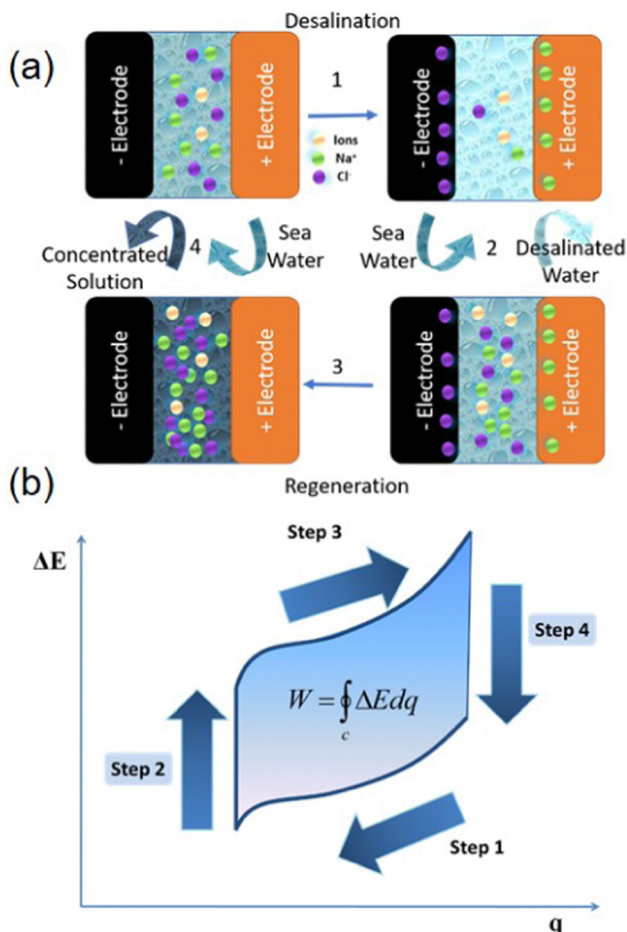 Desalination
(a)
- Electrode
+ Electrode
1
Ions
Na⁺
Cl⁻
- Electrode
+ Electrode
Concentrated
Solution
4
Sea
Water
Sea
Water
2
Desalinated
Water
- Electrode
+ Electrode
3
- Electrode
+ Electrode
(b)
Regeneration
ΔE
Step 3
Step 4
W = ∮c ΔEdq
Step 2
Step 1
q